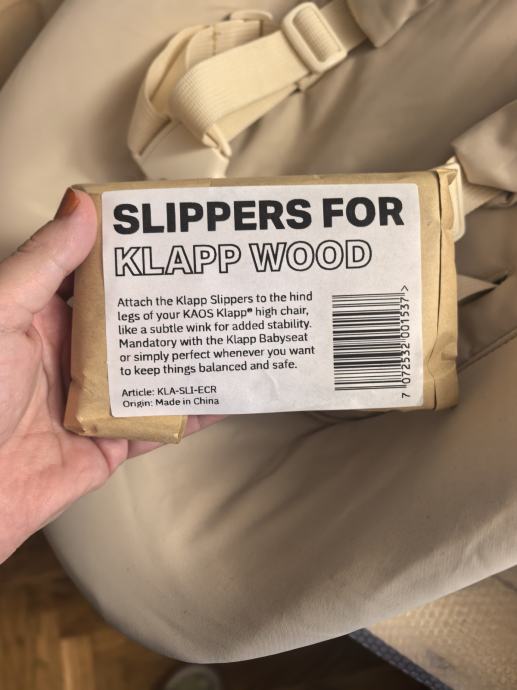 SLIPPERS FOR
KLAPP WOOD
Attach the Klapp Slippers to the hind
legs of your KAOS Klapp® high chair,
like a subtle wink for added stability.
Mandatory with the Klapp Babyseat
or simply perfect whenever you want
to keep things balanced and safe.
Article: KLA-SLI-ECR
Origin: Made in China
7 072532 001537 >